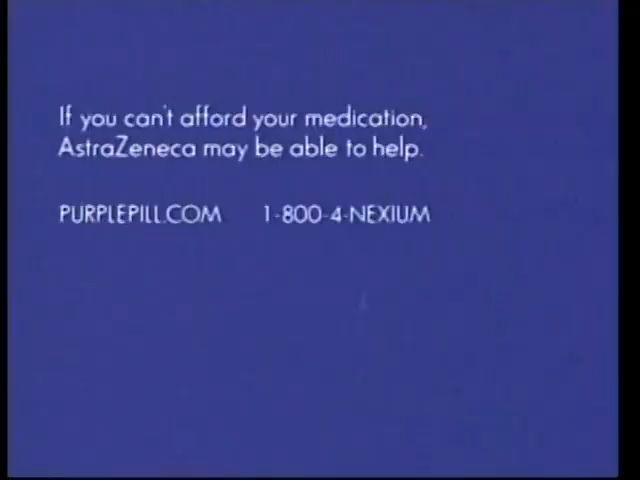 If you can't afford your medication,
AstraZeneca may be able to help.
PURPLEPILL.COM 1-800-4-NEXIUM